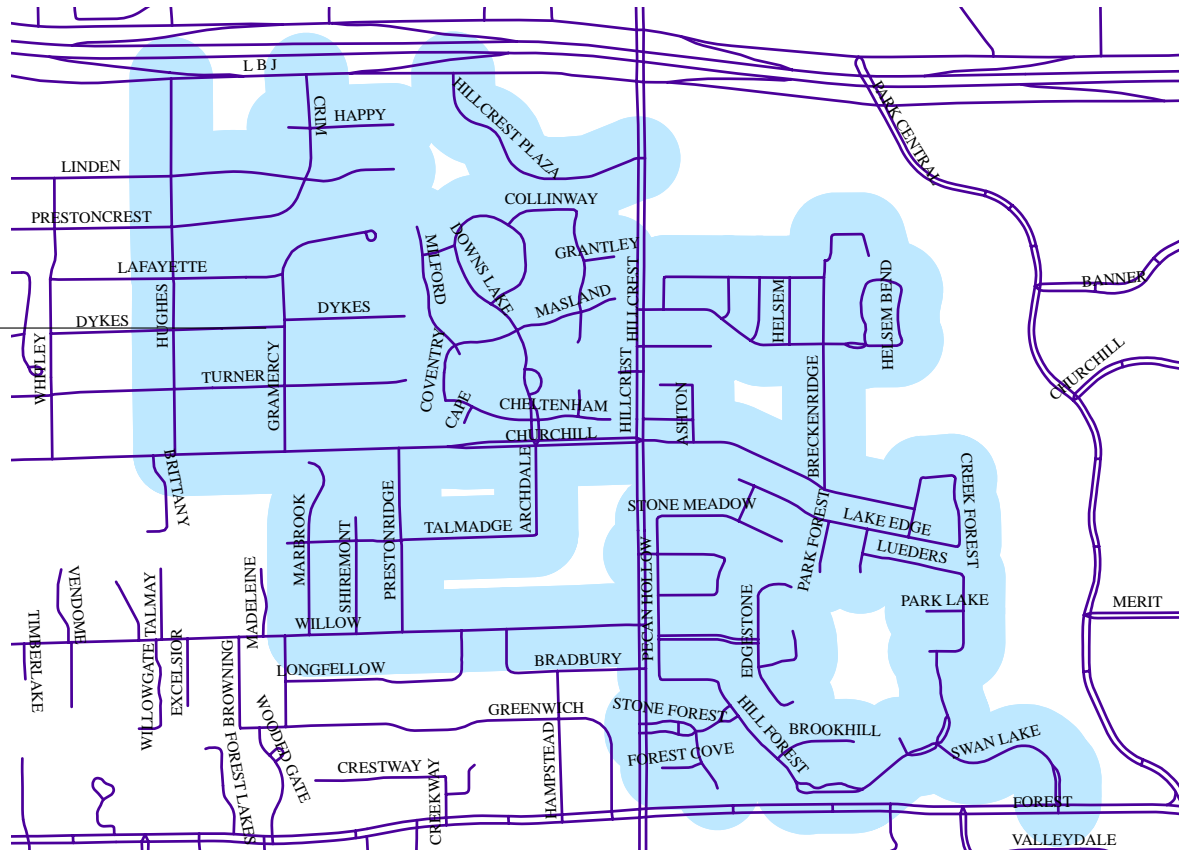 L B J
CRIM
HAPPY
HILLCREST PLAZA
PARK CENTRAL
LINDEN
COLLINWAY
PRESTONCREST
DOWNS LAKE
MILFORD
GRANTLEY
LAFAYETTE
HILLCREST
HELSEM
HELSEM BEND
BANNER
HUGHES
DYKES
MASLAND
DYKES
WHITLEY
COVENTRY
CHURCHILL
TURNER
GRAMERCY
HILLCREST
ASHTON
BRECKENRIDGE
CAPE
CHELTENHAM
CHURCHILL
BRITTANY
ARCHDALE
CREEK FOREST
STONE MEADOW
PARK FOREST
LAKE EDGE
MARBROOK
SHIREMONT
PRESTONRIDGE
TALMADGE
LUEDERS
VENDOME
TALMAY
MADELEINE
PECAN HOLLOW
EDGESTONE
PARK LAKE
MERIT
TIMBERLAKE
WILLOW
WILLOWGATE
EXCELSIOR
BROWNING
LONGFELLOW
BRADBURY
WOODED GATE
GREENWICH
STONE FOREST
HILL FOREST
BROOKHILL
SWAN LAKE
FOREST LAKES
CRESTWAY
CREEKWAY
HAMPSTEAD
FOREST COVE
FOREST
VALLEYDALE